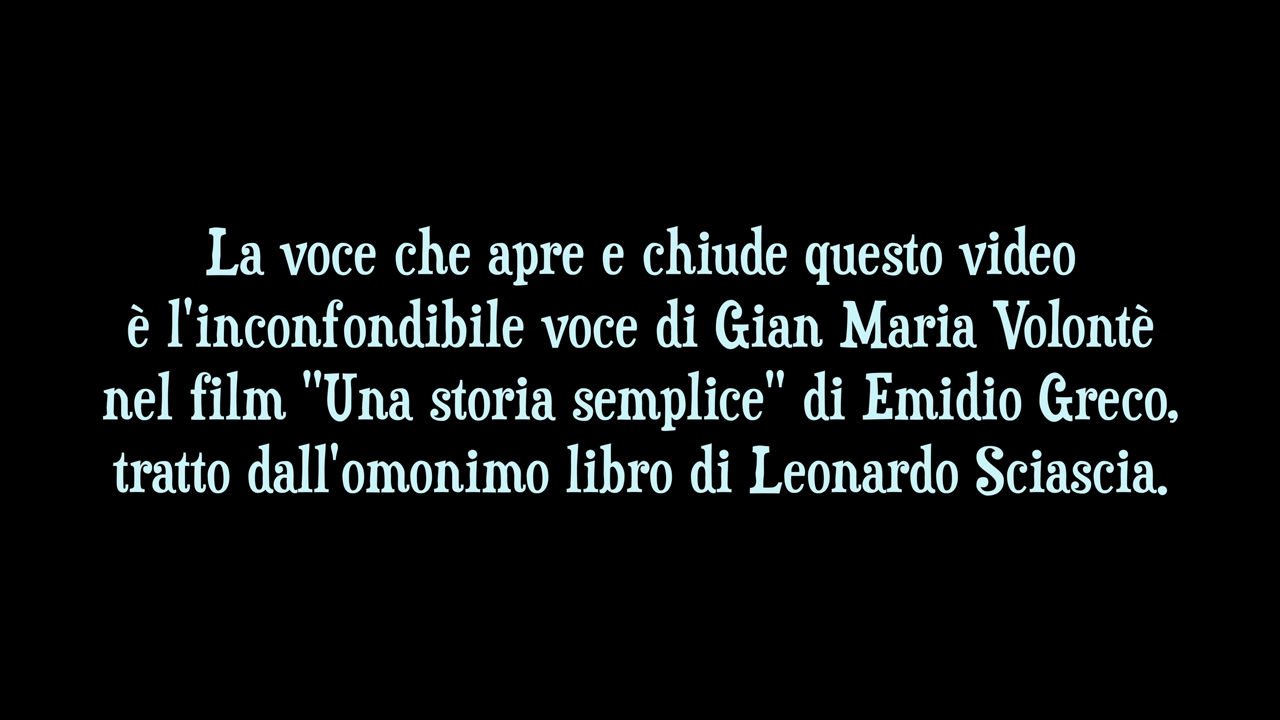 La voce che apre e chiude questo video
è l'inconfondibile voce di Gian Maria Volontè
nel film "Una storia semplice" di Emidio Greco,
tratto dall'omonimo libro di Leonardo Sciascia.